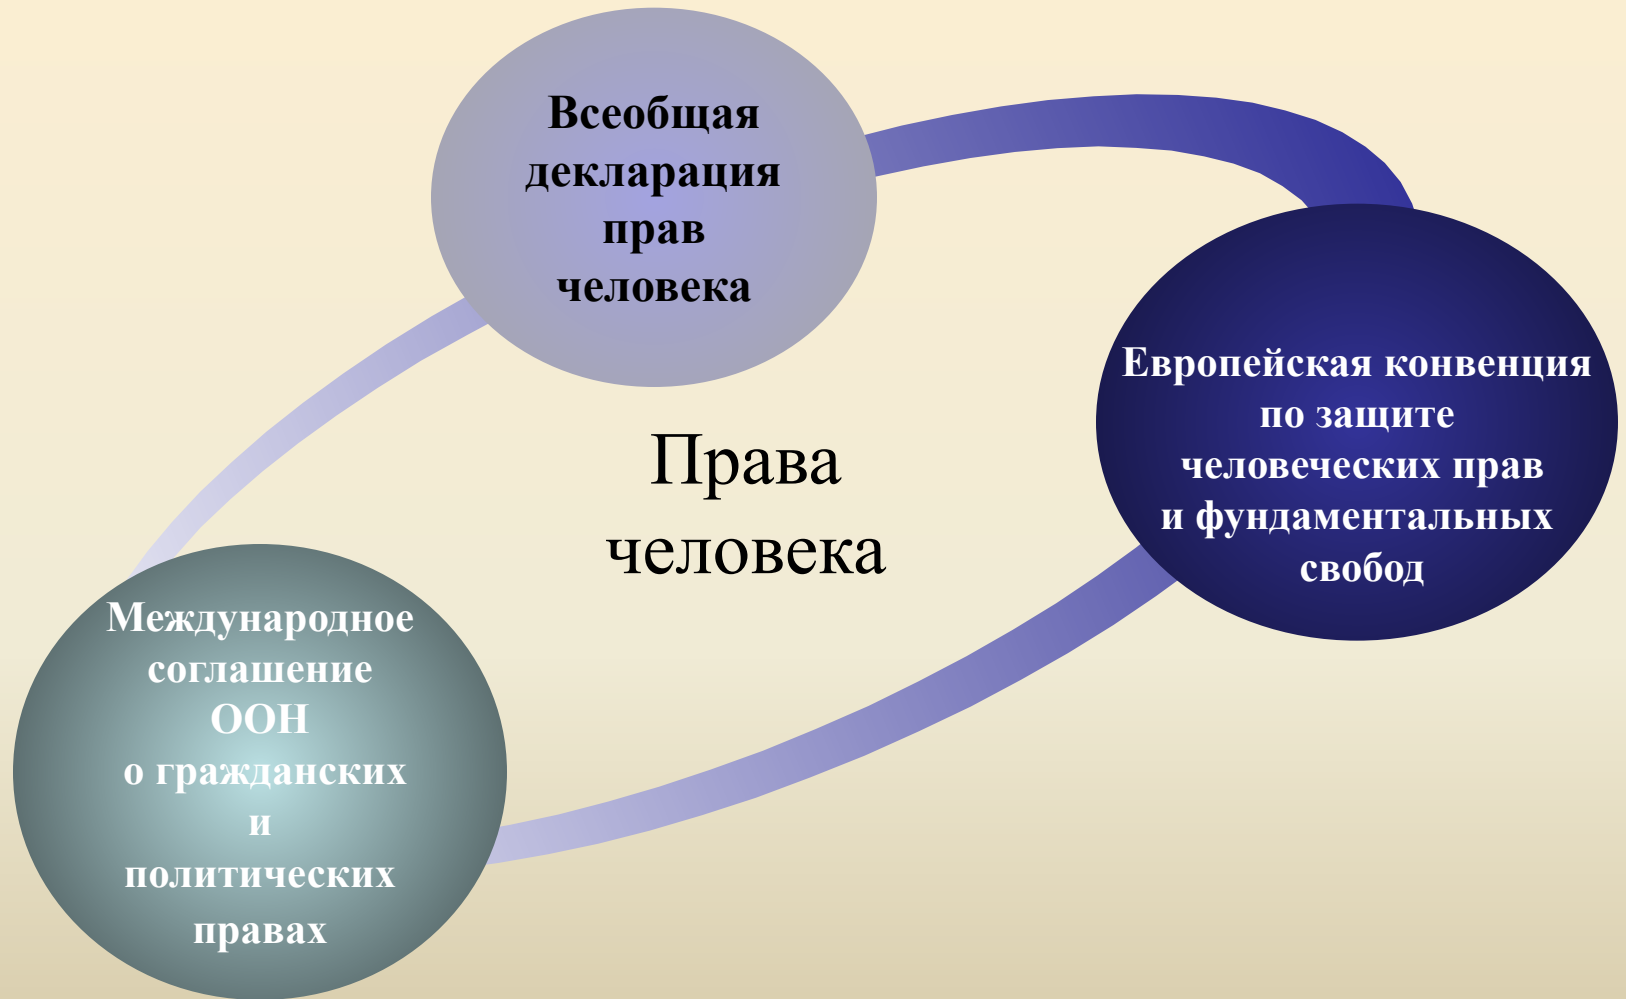 Всеобщая
декларация
прав
человека
Европейская конвенция
по защите
человеческих прав
и фундаментальных
свобод
Права
человека
Международное
соглашение
ООН
о гражданских
и
политических
правах